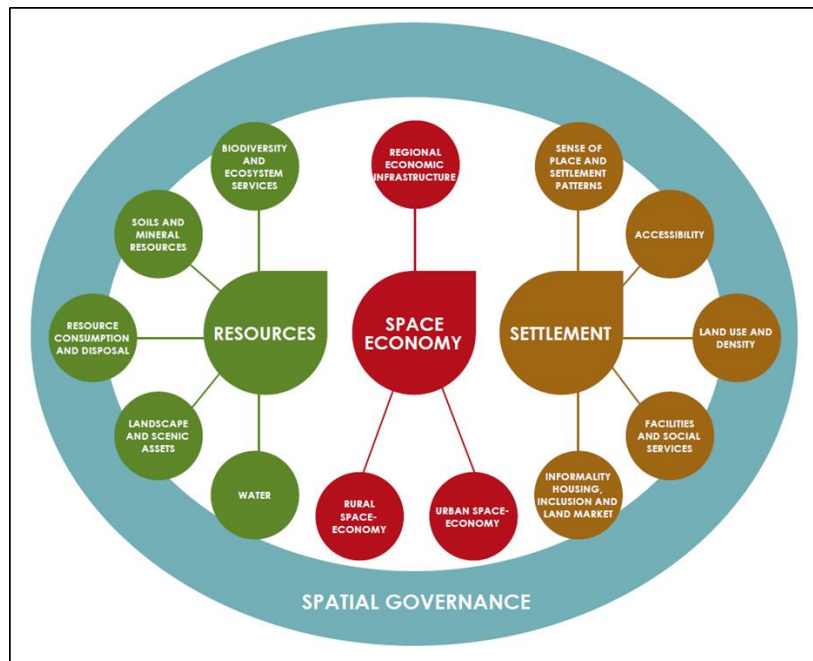 BIODIVERSITY
AND
ECOSYSTEM
SERVICES
SOILS AND
MINERAL
RESOURCES
RESOURCE
CONSUMPTION
AND DISPOSAL
LANDSCAPE
AND SCENIC
ASSETS
WATER
RESOURCES
REGIONAL
ECONOMIC
INFRASTRUCTURE
SPACE
ECONOMY
RURAL
SPACE-
ECONOMY
URBAN SPACE-
ECONOMY
SENSE OF
PLACE AND
SETTLEMENT
PATTERNS
ACCESSIBILITY
SETTLEMENT
LAND USE AND
DENSITY
FACILITIES
AND SOCIAL
SERVICES
INFORMALITY
HOUSING,
INCLUSION AND
LAND MARKET
SPATIAL GOVERNANCE